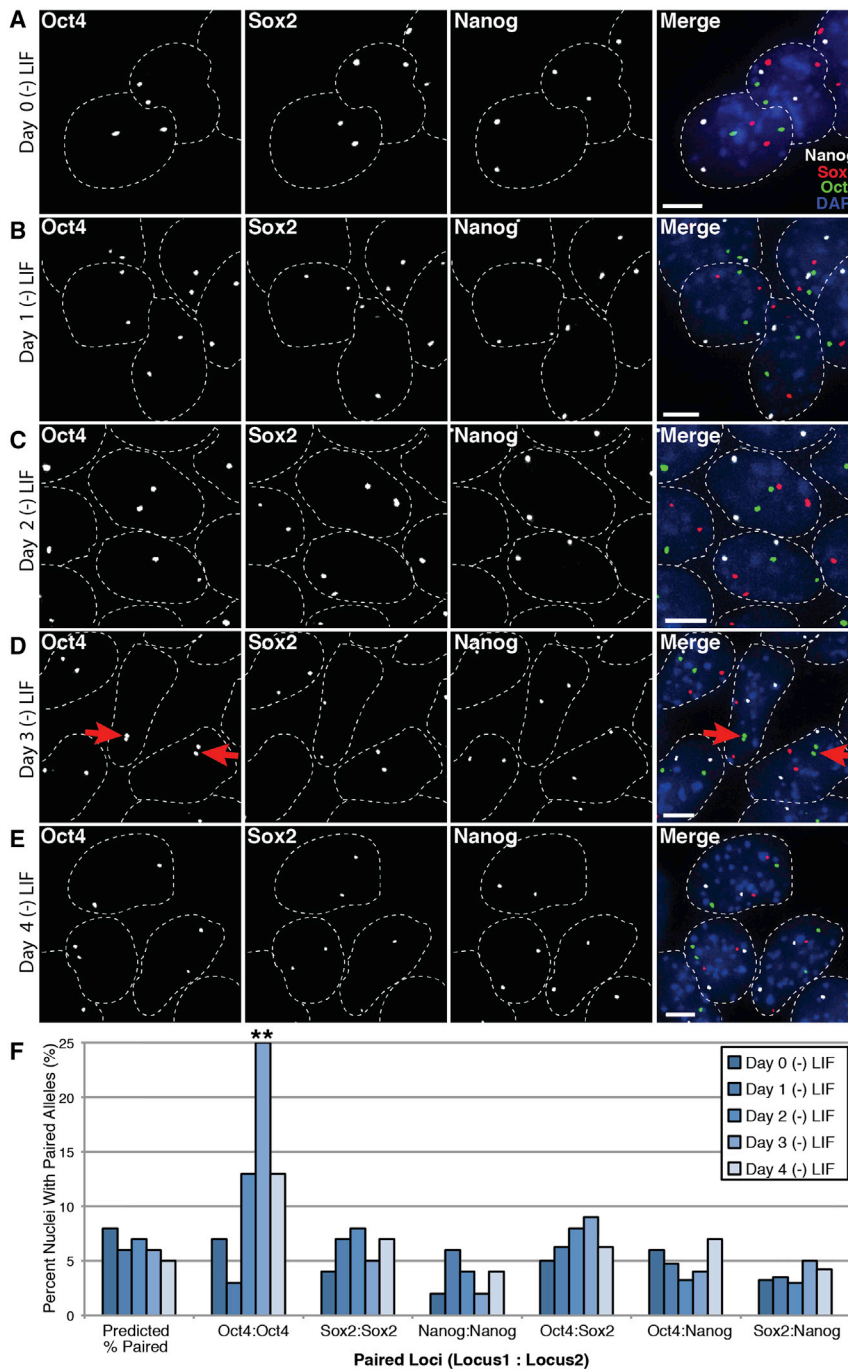 A
Oct4
Sox2
Nanog
Merge
Day 0 (-) LIF
Nanog
Sox
Oct
DAP
B
Oct4
Sox2
Nanog
Merge
Day 1 (-) LIF
C
Oct4
Sox2
Nanog
Merge
Day 2 (-) LIF
D
Oct4
Sox2
Nanog
Merge
Day 3 (-) LIF
E
Oct4
Sox2
Nanog
Merge
Day 4 (-) LIF
F
**
Percent Nuclei With Paired Alleles (%)
25
20
15
10
5
0
Day 0 (-) LIF
Day 1 (-) LIF
Day 2 (-) LIF
Day 3 (-) LIF
Day 4 (-) LIF
Predicted
% Paired
Oct4:Oct4
Sox2:Sox2
Nanog:Nanog
Oct4:Sox2
Oct4:Nanog
Sox2:Nanog
Paired Loci (Locus1 : Locus2)